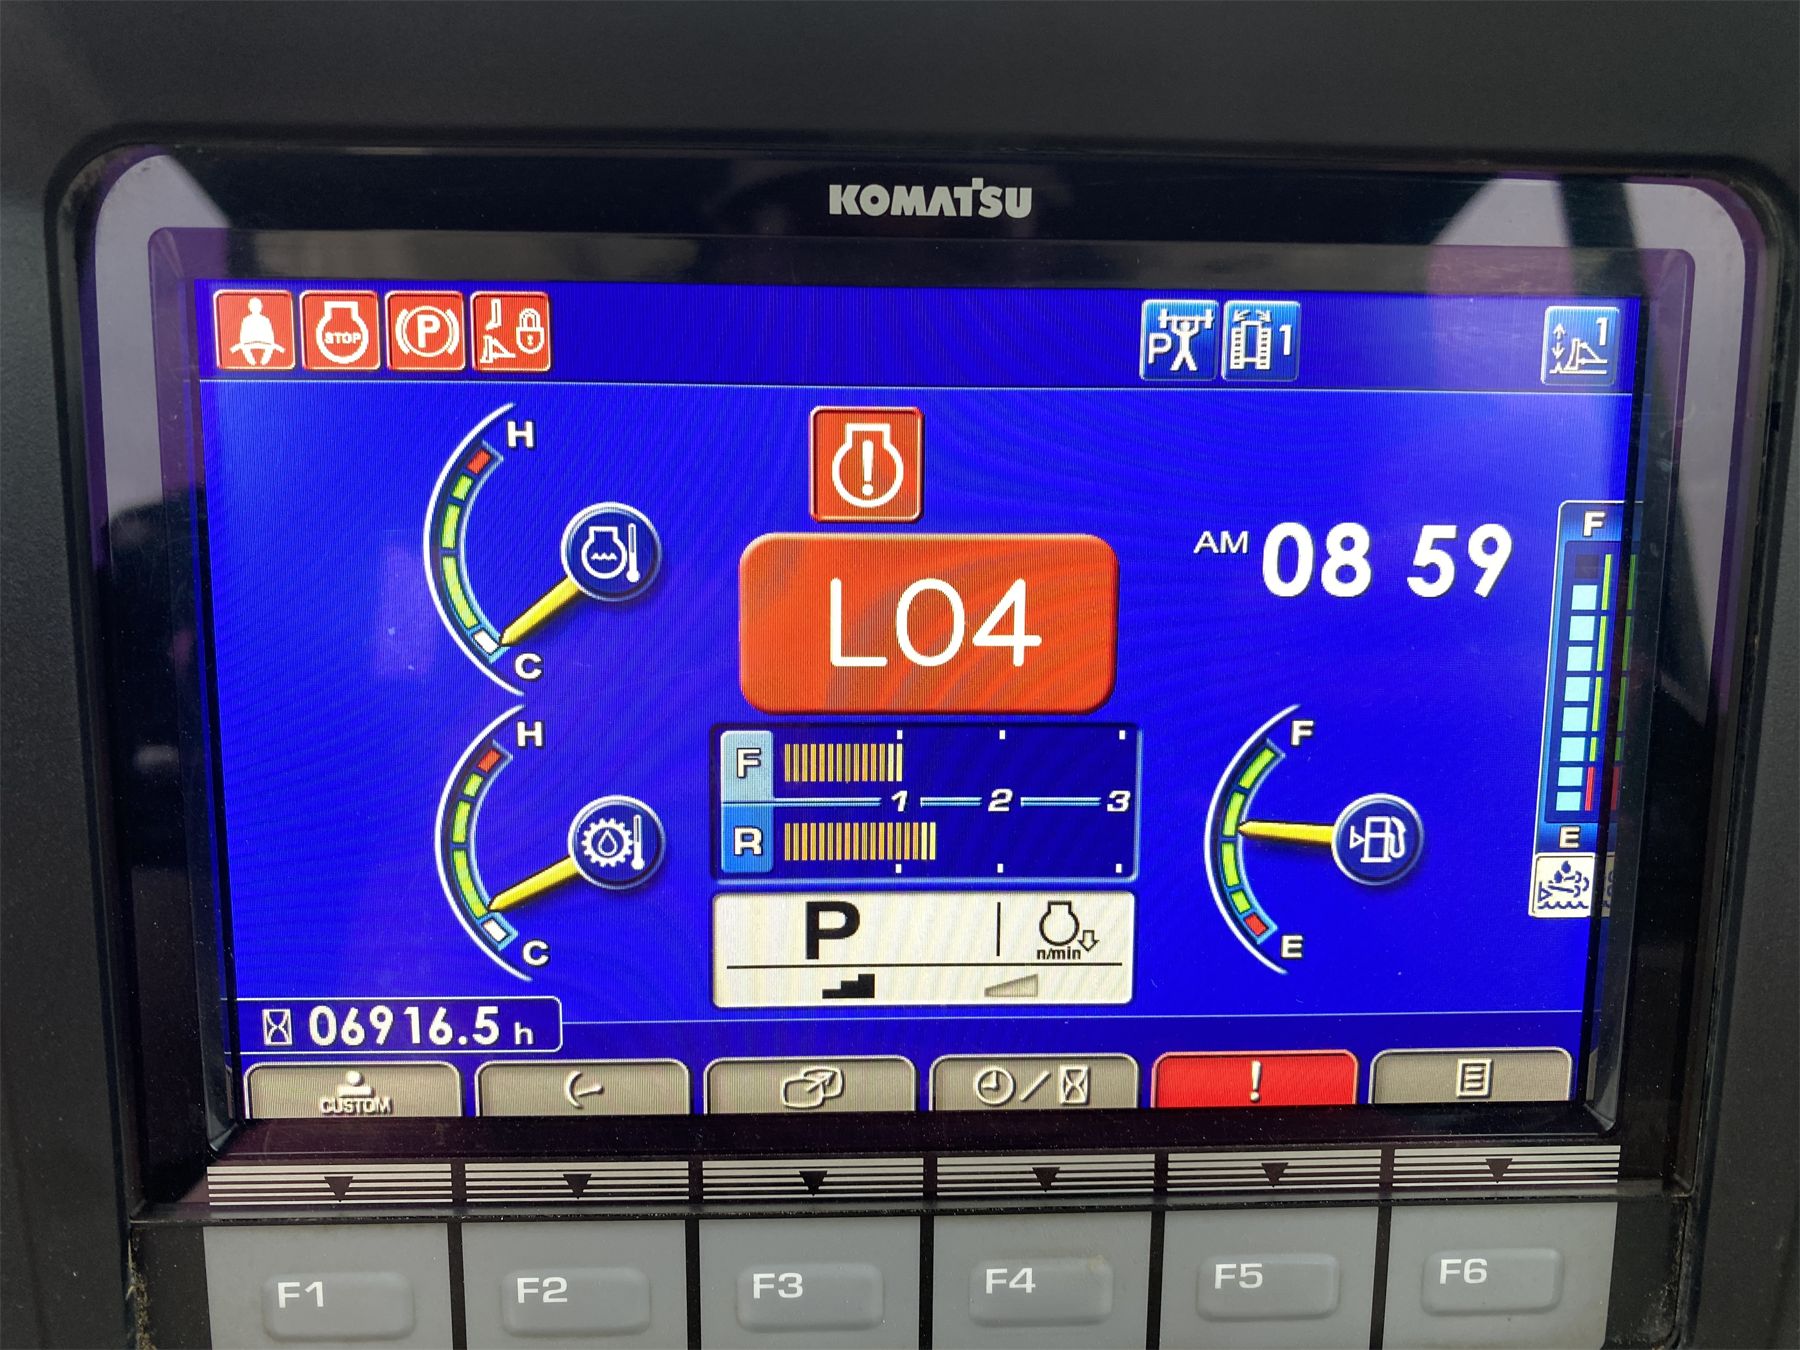 KOMATSU
STOP
P
P
1
1
H
C
L04
AM 08 59
F
E
H
C
F
R
1 2 3
F
E
P
n/min
06916.5 h
CUSTOM
!
F1
F2
F3
F4
F5
F6